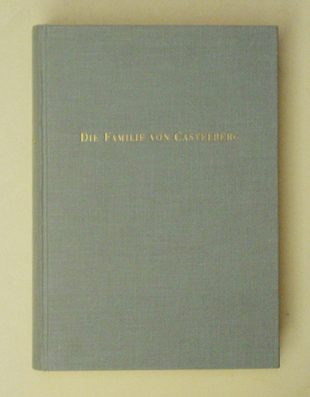 DIE FAMILIE VON CASTELBERG